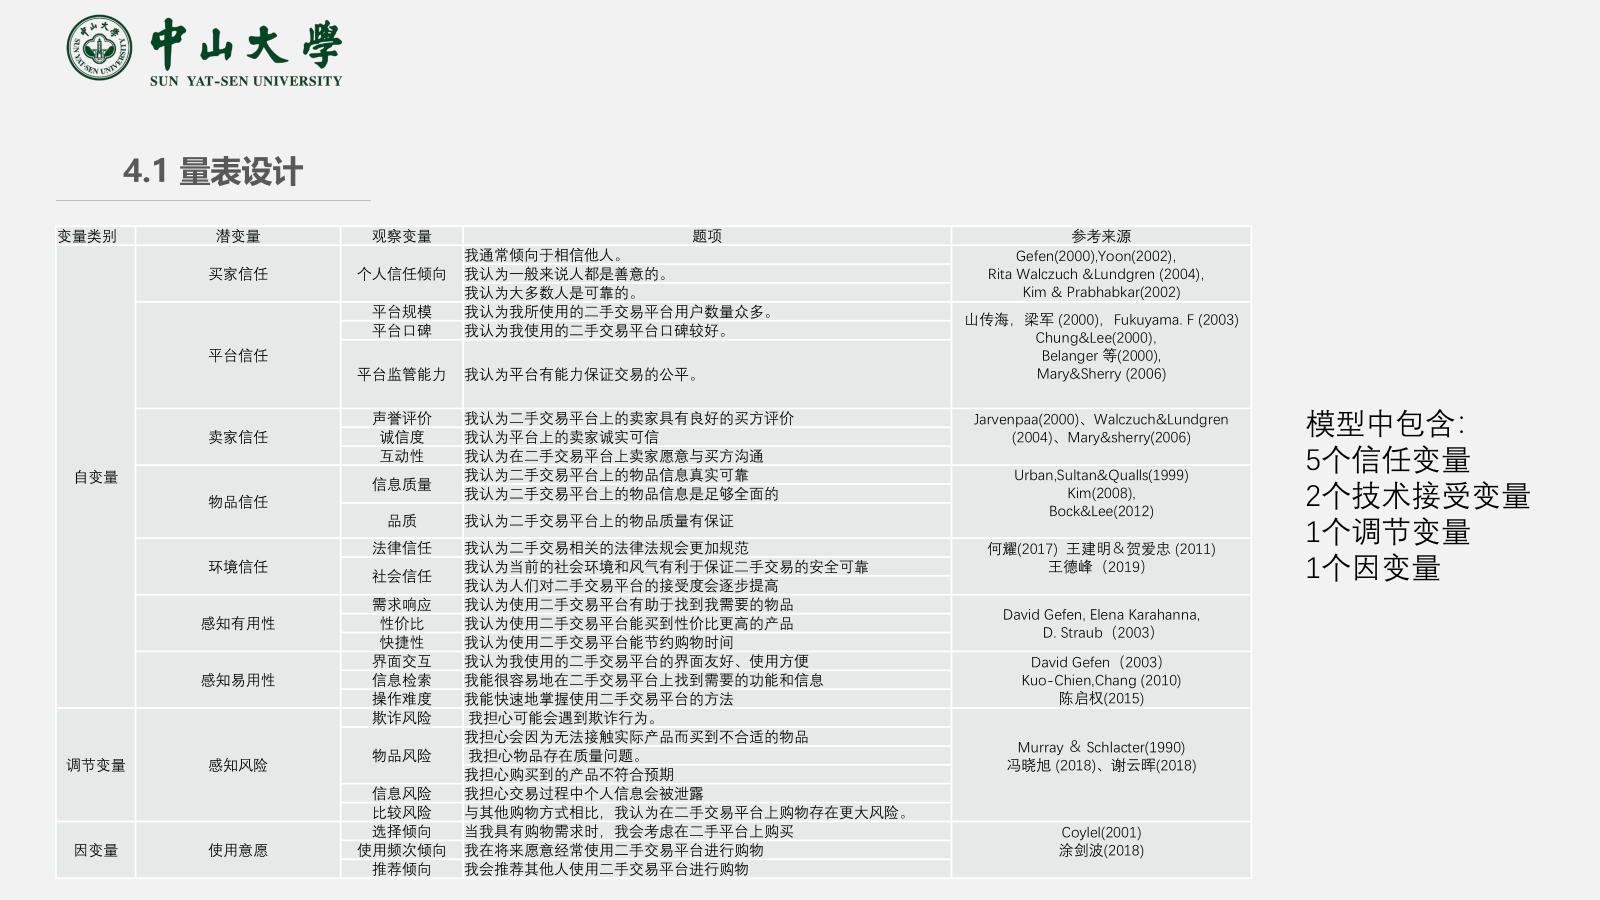 中山大學
SUN YAT-SEN UNIVERSITY
4.1 量表设计
变量类别 潜变量 观察变量 题项 参考来源
自变量
买家信任
个人信任倾向
我通常倾向于相信他人。
我认为一般来说人都是善意的。
我认为大多数人是可靠的。
Gefen(2000),Yoon(2002),
Rita Walczuch &Lundgren (2004),
Kim & Prabhabkar(2002)
平台信任
平台规模 我认为我所使用的二手交易平台用户数量众多。
平台口碑 我认为我使用的二手交易平台口碑较好。
平台监管能力 我认为平台有能力保证交易的公平。
山传海，梁军 (2000)，Fukuyama. F (2003)
Chung&Lee(2000),
Belanger 等(2000),
Mary&Sherry (2006)
卖家信任
声誉评价 我认为二手交易平台上的卖家具有良好的买方评价
诚信度 我认为平台上的卖家诚实可信
互动性 我认为在二手交易平台上卖家愿意与买方沟通
Jarvenpaa(2000)、Walczuch&Lundgren
(2004)、Mary&sherry(2006)
物品信任
信息质量
我认为二手交易平台上的物品信息真实可靠
我认为二手交易平台上的物品信息是足够全面的
品质 我认为二手交易平台上的物品质量有保证
Urban,Sultan&Qualls(1999)
Kim(2008),
Bock&Lee(2012)
环境信任
法律信任 我认为二手交易相关的法律法规会更加规范
社会信任
我认为当前的社会环境和风气有利于保证二手交易的安全可靠
我认为人们对二手交易平台的接受度会逐步提高
何耀(2017) 王建明＆贺爱忠 (2011)
王德峰（2019）
感知有用性
需求响应 我认为使用二手交易平台有助于找到我需要的物品
性价比 我认为使用二手交易平台能买到性价比更高的产品
快捷性 我认为使用二手交易平台能节约购物时间
David Gefen, Elena Karahanna,
D. Straub（2003）
感知易用性
界面交互 我认为我使用的二手交易平台的界面友好、使用方便
信息检索 我能很容易地在二手交易平台上找到需要的功能和信息
操作难度 我能快速地掌握使用二手交易平台的方法
David Gefen（2003）
Kuo-Chien,Chang (2010)
陈启权(2015)
调节变量
感知风险
欺诈风险 我担心可能会遇到欺诈行为。
物品风险
我担心会因为无法接触实际产品而买到不合适的物品
我担心物品存在质量问题。
我担心购买到的产品不符合预期
信息风险 我担心交易过程中个人信息会被泄露
比较风险 与其他购物方式相比，我认为在二手交易平台上购物存在更大风险。
Murray ＆ Schlacter(1990)
冯晓旭 (2018)、谢云晖(2018)
因变量
使用意愿
选择倾向 当我具有购物需求时，我会考虑在二手平台上购买
使用频次倾向 我在将来愿意经常使用二手交易平台进行购物
推荐倾向 我会推荐其他人使用二手交易平台进行购物
Coylel(2001)
涂剑波(2018)
模型中包含：
5个信任变量
2个技术接受变量
1个调节变量
1个因变量